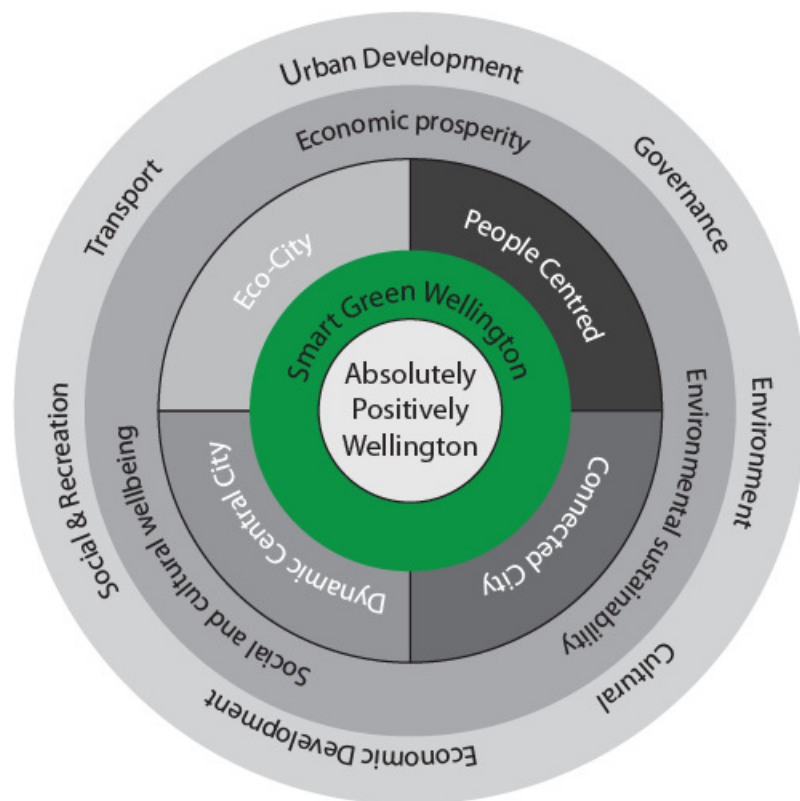 Urban Development
Governance
Environment
Cultural
Economic Development
Social & Recreation
Transport
Economic prosperity
Environmental sustainability
Social and cultural wellbeing
Eco-City
People Centred
Connected City
Dynamic Central City
Smart Green Wellington
Absolutely
Positively
Wellington